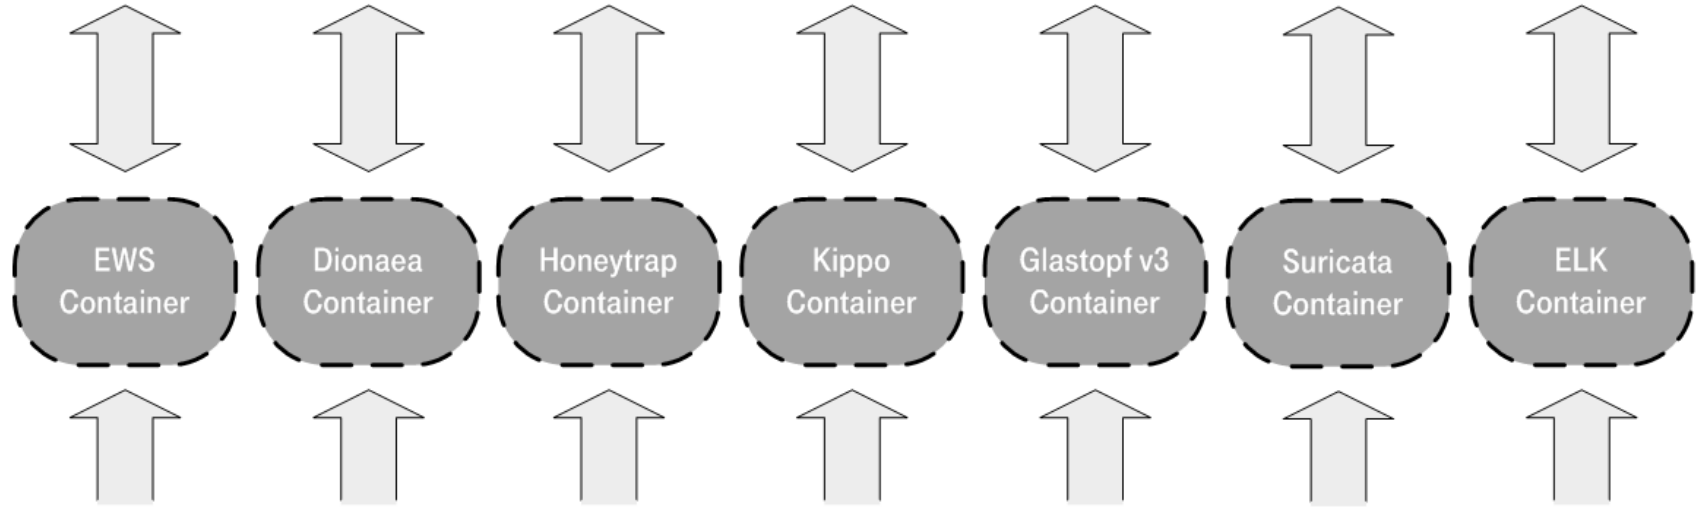 EWS
Container
Dionaea
Container
Honeytrap
Container
Kippo
Container
Glastopf v3
Container
Suricata
Container
ELK
Container